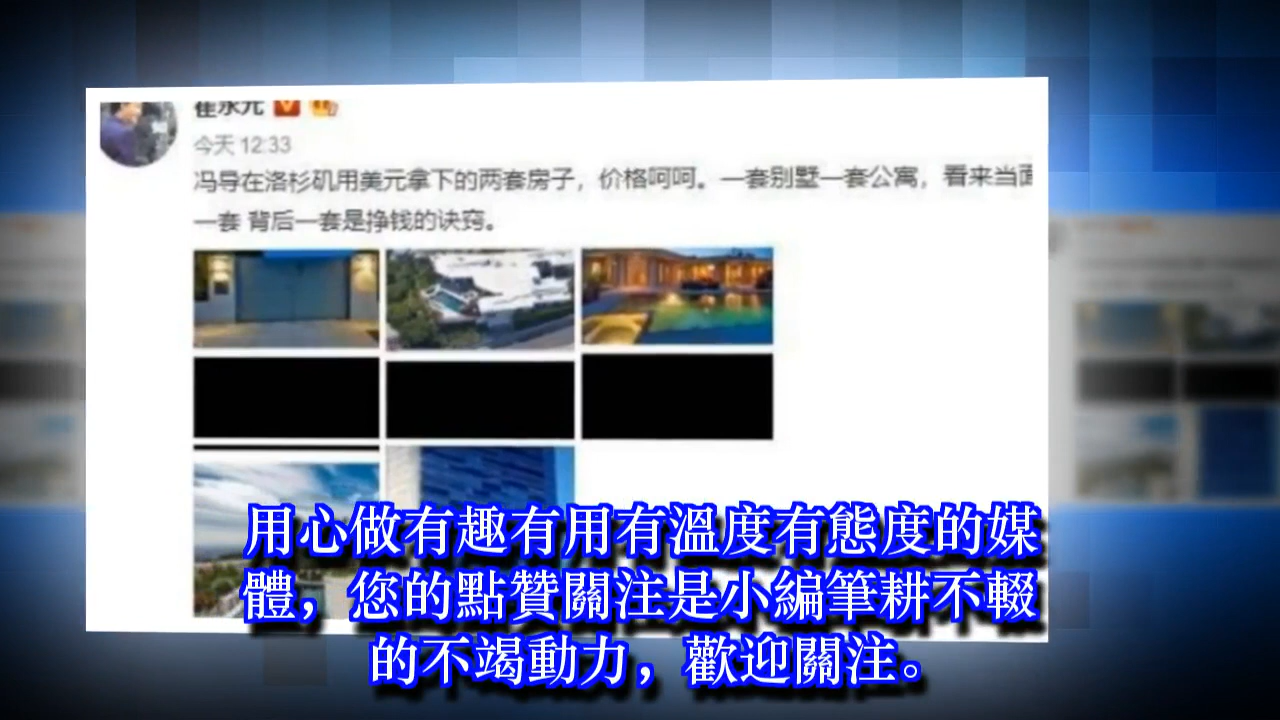 崔永元
今天 12:33
冯导在洛杉矶用美元拿下的两套房子，价格呵呵。一套别墅一套公寓，看来当面
一套 背后一套是挣钱的诀窍。
用心做有趣有用有溫度有態度的媒
體，您的點贊關注是小編筆耕不輟
的不竭動力，歡迎關注。